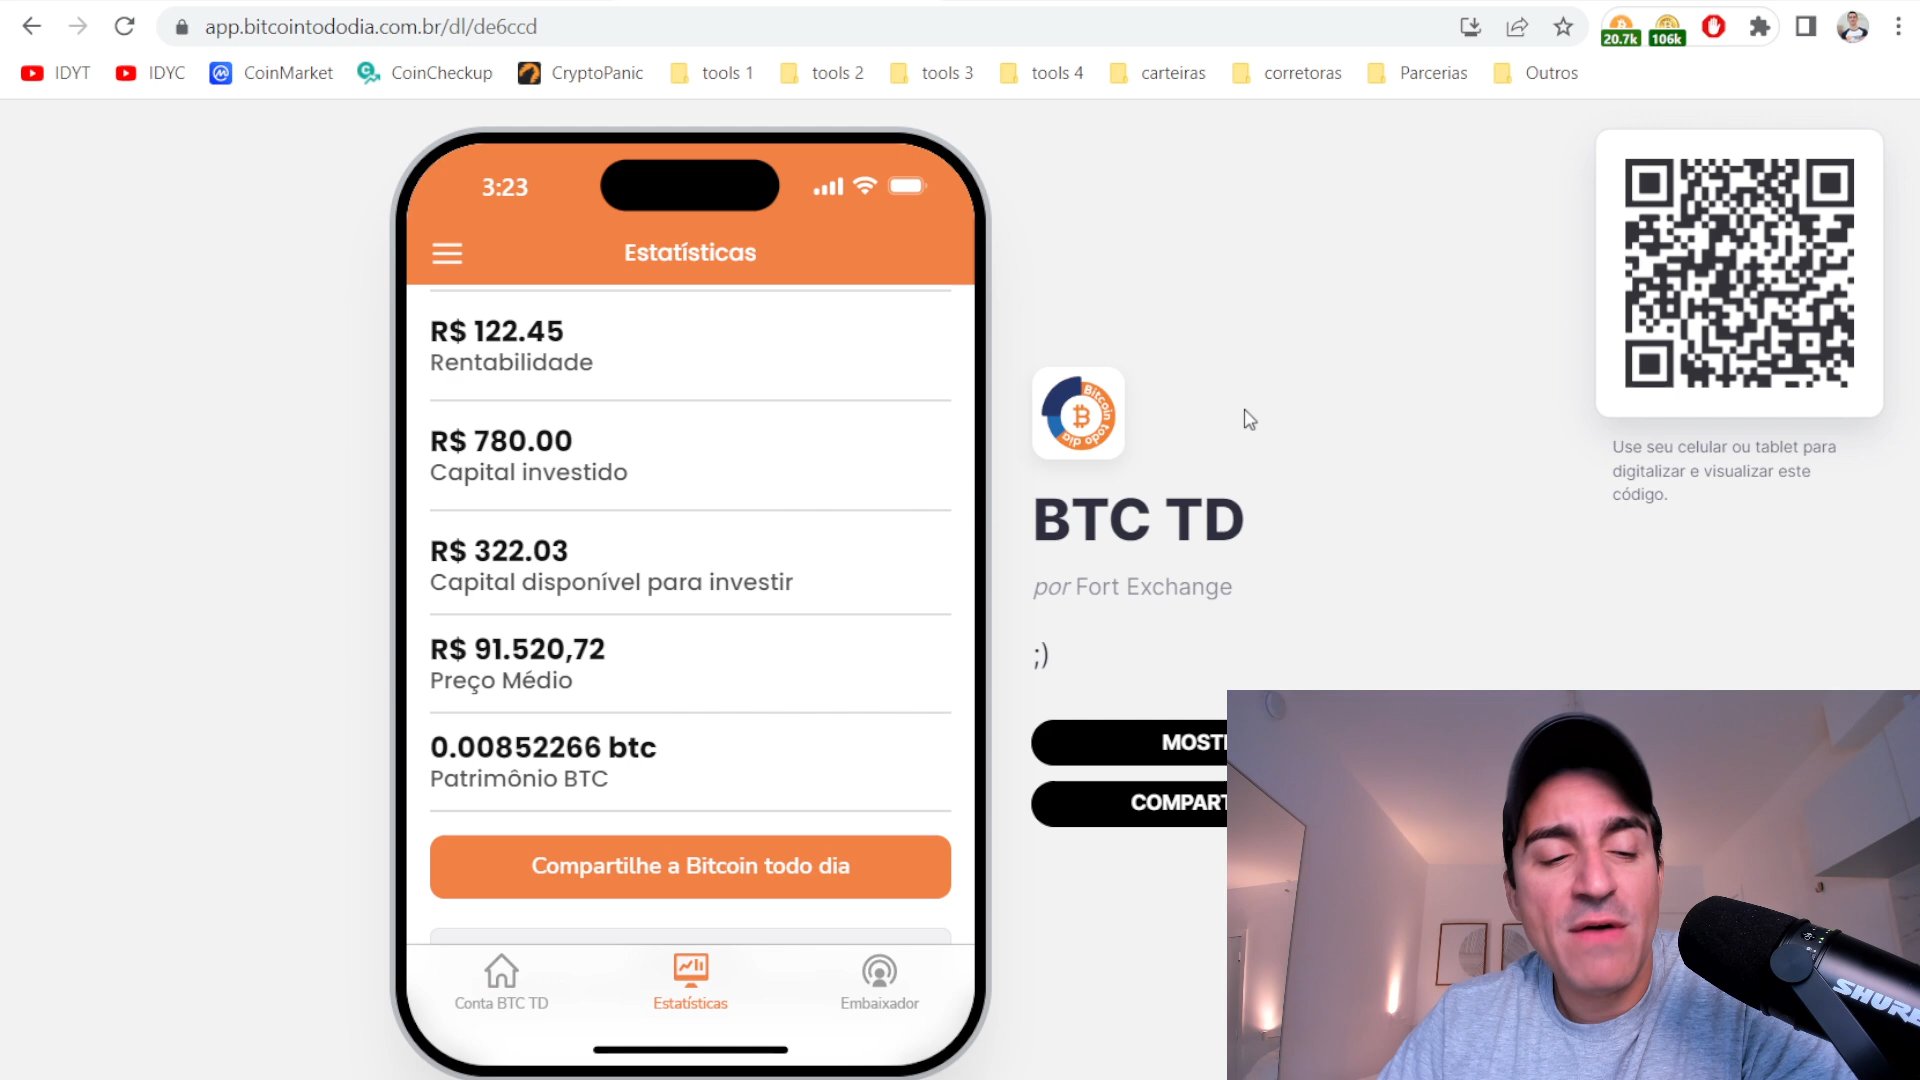 app.bitcointododia.com.br/dl/de6ccd
20.7k
106k
IDYT
IDYC
CoinMarket
CoinCheckup
CryptoPanic
tools 1
tools 2
tools 3
tools 4
carteiras
corretoras
Parcerias
Outros
3:23
Estatísticas
R$ 122.45
Rentabilidade
R$ 780.00
Capital investido
R$ 322.03
Capital disponível para investir
R$ 91.520,72
Preço Médio
0.00852266 btc
Patrimônio BTC
Compartilhe a Bitcoin todo dia
Conta BTC TD
Estatísticas
Embaixador
Bitcoin
todo dia
BTC TD
por Fort Exchange
;)
MOSTR
COMPART
Use seu celular ou tablet para
digitalizar e visualizar este
código.
SHURE